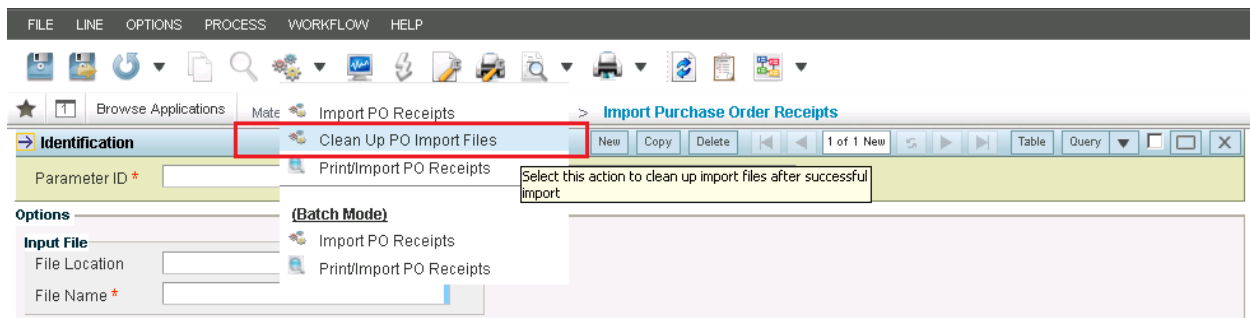 FILE LINE OPTIONS PROCESS WORKFLOW HELP
1 Browse Applications Mate > Import Purchase Order Receipts
Import PO Receipts
Clean Up PO Import Files
Print/Import PO Receipts
(Batch Mode)
Import PO Receipts
Print/Import PO Receipts
Identification New Copy Delete 1 of 1 New Table Query
Select this action to clean up import files after successful
import
Parameter ID *
Options
Input File
File Location
File Name *